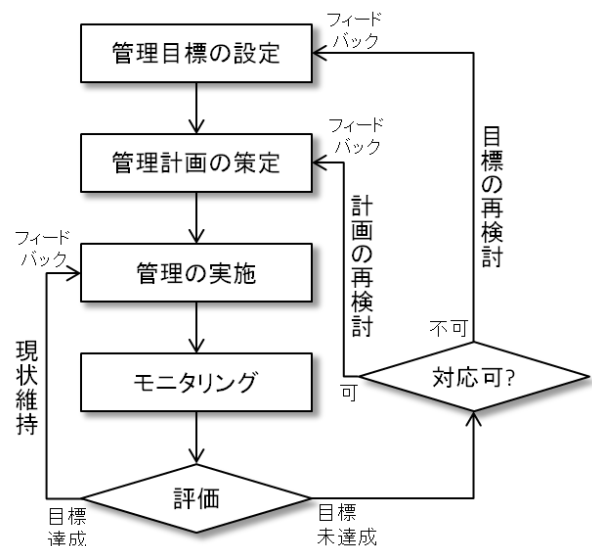 管理目標の設定
フィード
バック
管理計画の策定
フィード
バック
目標の再検討
計画の再検討
フィード
バック
管理の実施
現状維持
モニタリング
不可
対応可?
可
評価
目標
達成
目標
未達成